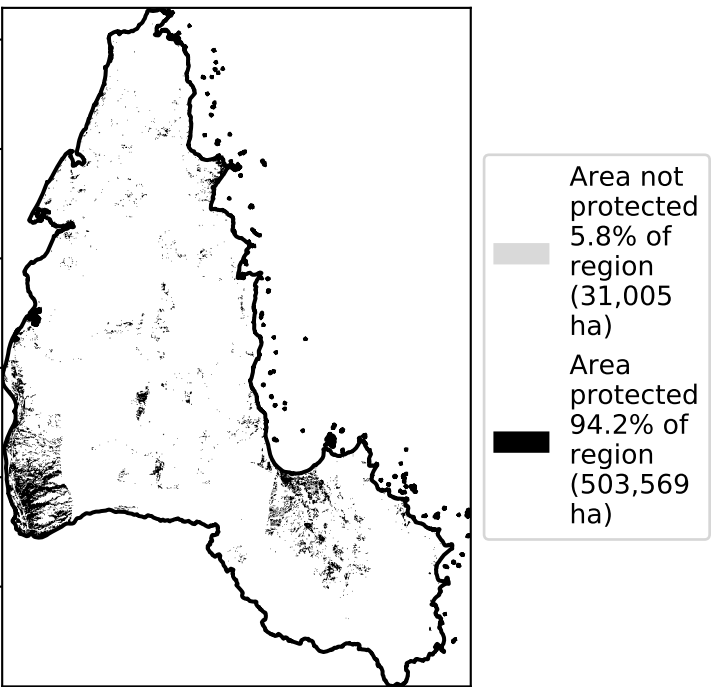 Area not
protected
5.8% of
region
(31,005
ha)
Area
protected
94.2% of
region
(503,569
ha)